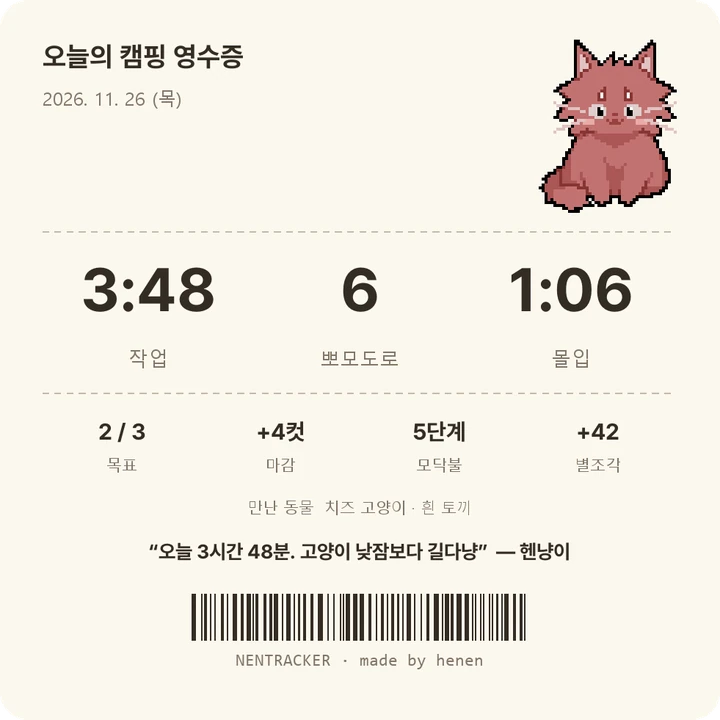 오늘의 캠핑 영수증
2026. 11. 26 (목)
3:48 6 1:06
작업 뽀모도로 몰입
2 / 3 +4컷 5단계 +42
목표 마감 모닥불 별조각
만난 동물 치즈 고양이 · 흰 토끼
“오늘 3시간 48분. 고양이 낮잠보다 길다냥” — 헨냥이
NENTRACKER · made by henen